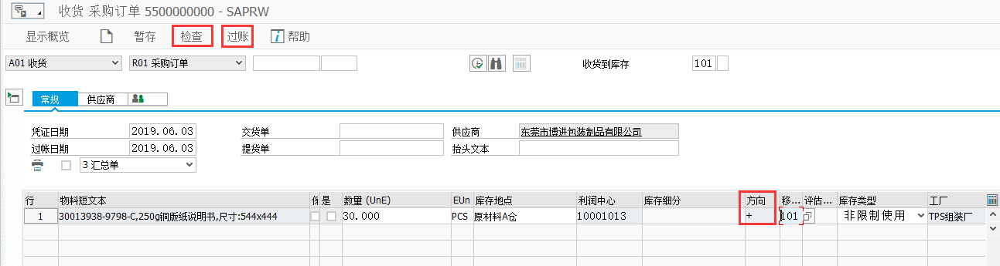 收货 采购订单 5500000000 - SAPRW
显示概览 暂存 检查 过账 帮助
A01 收货 R01 采购订单 收货到库存 101
常规 供应商
凭证日期 2019.06.03 交货单 供应商 东莞市博进包装制品有限公司
过帐日期 2019.06.03 提货单 抬头文本
3 汇总单
行 物料短文本 是 数量 (UnE) EUn 库存地点 利润中心 库存细分 方向 移... 评估... 库存类型 工厂
1 30013938-9798-C,250g铜版纸说明书,尺寸:544x444 30.000 PCS 原材料A仓 10001013 + 101 非限制使用 TPS组装厂